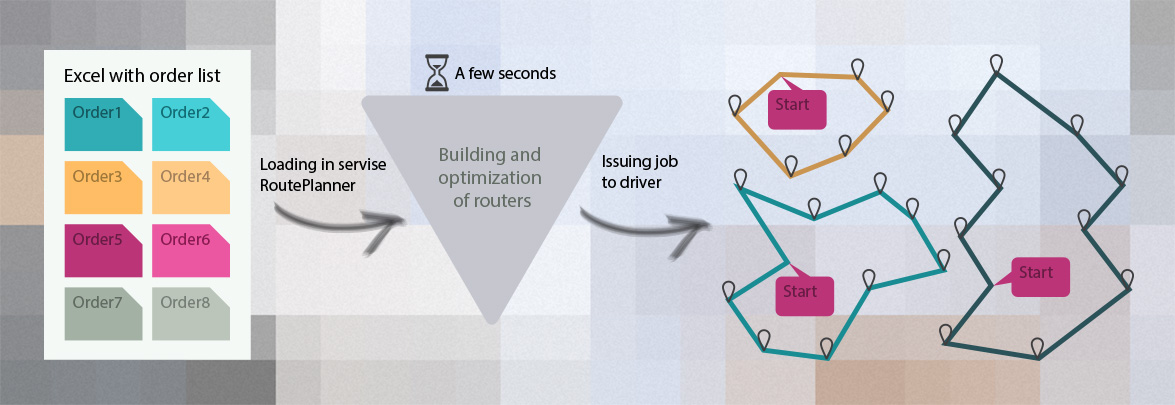 Excel with order list
Order1
Order2
Order3
Order4
Order5
Order6
Order7
Order8
Loading in servise
RoutePlanner
A few seconds
Building and
optimization
of routers
Issuing job
to driver
Start
Start
Start